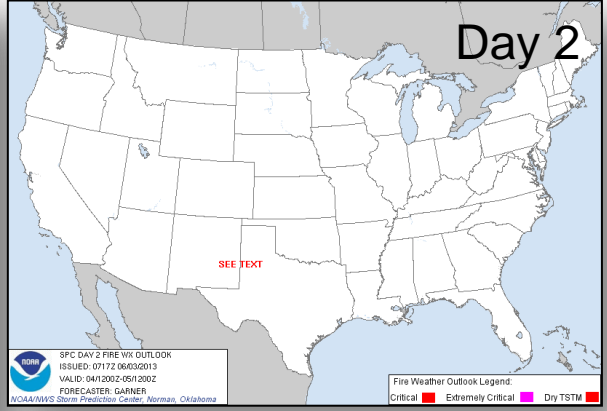 Day 2
SEE TEXT
NOAA
SPC DAY 2 FIRE WX OUTLOOK
ISSUED: 0717Z 06/03/2013
VALID: 04/1200Z-05/1200Z
FORECASTER: GARNER
NOAA/NWS Storm Prediction Center, Norman, Oklahoma
Fire Weather Outlook Legend:
Critical Extremely Critical Dry TSTM